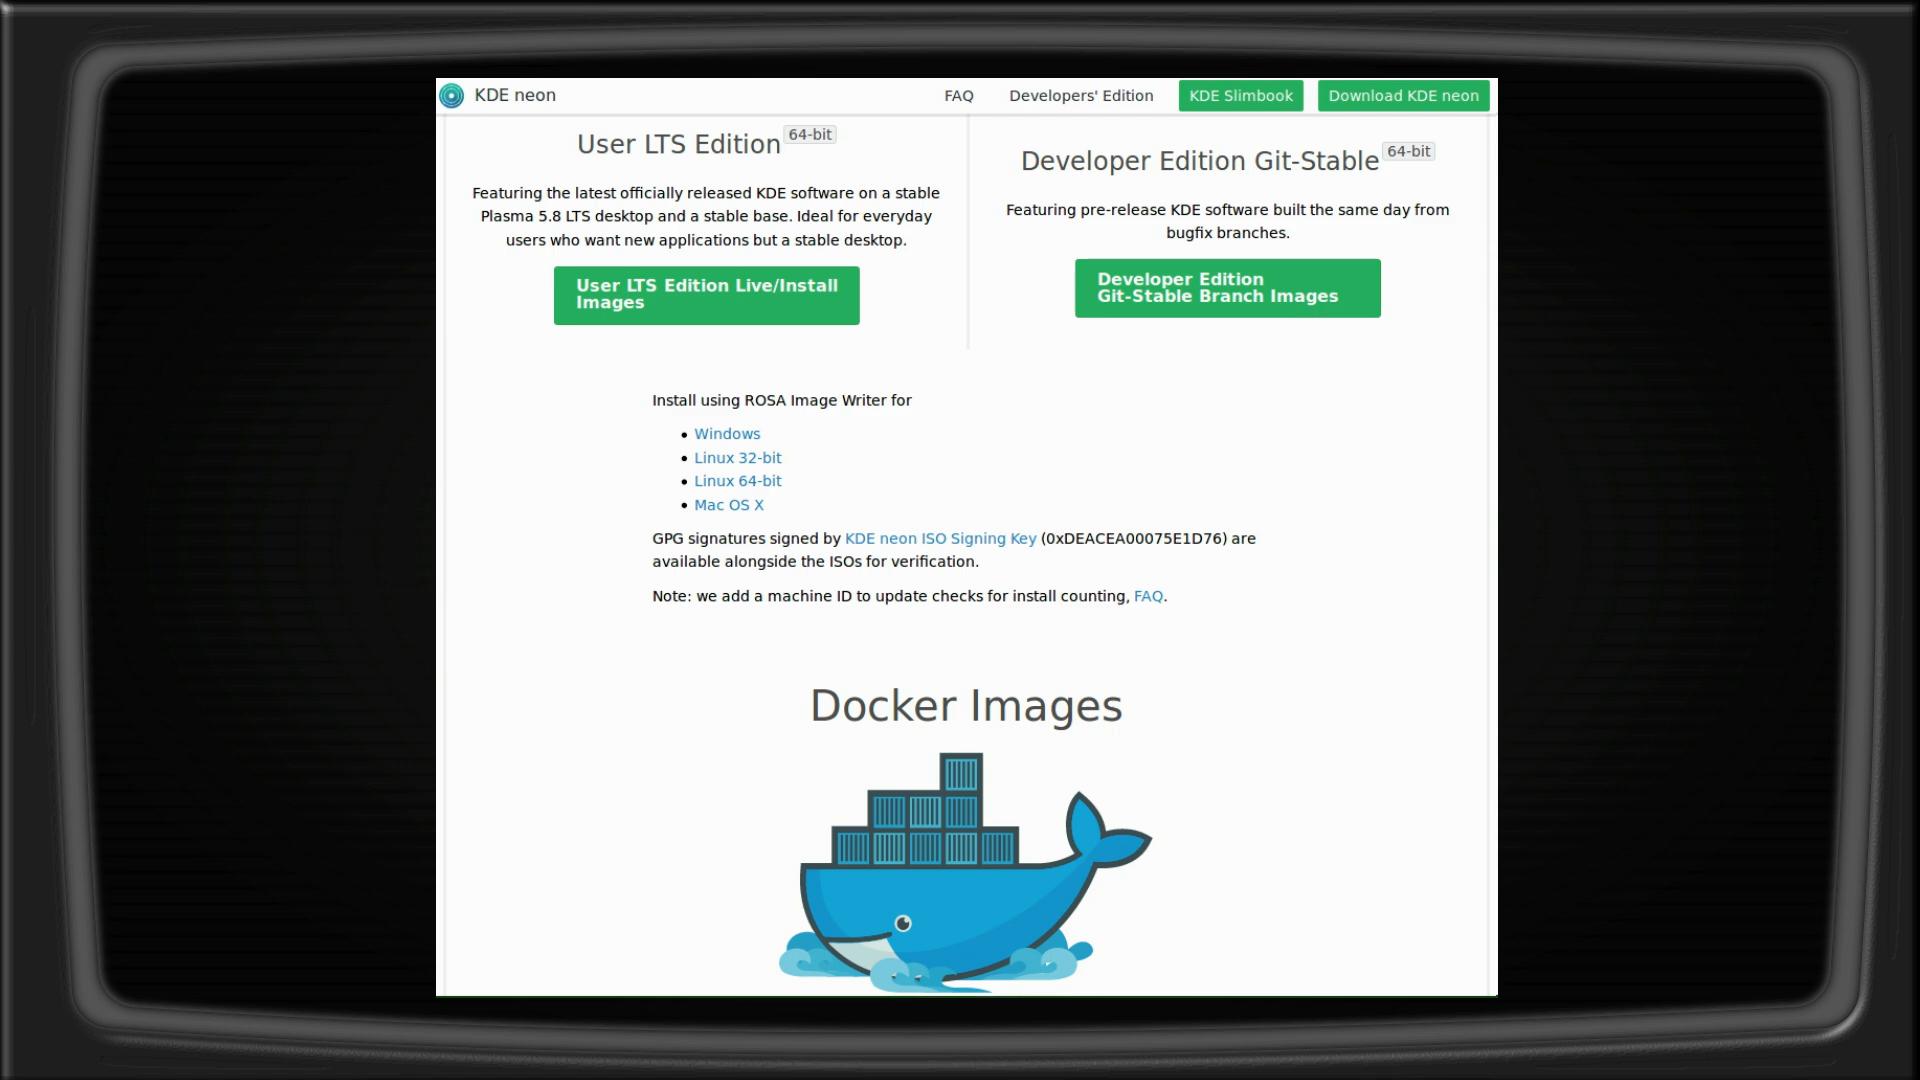 KDE neon
FAQ
Developers' Edition
KDE Slimbook
Download KDE neon
User LTS Edition 64-bit
Featuring the latest officially released KDE software on a stable
Plasma 5.8 LTS desktop and a stable base. Ideal for everyday
users who want new applications but a stable desktop.
User LTS Edition Live/Install
Images
Developer Edition Git-Stable 64-bit
Featuring pre-release KDE software built the same day from
bugfix branches.
Developer Edition
Git-Stable Branch Images
Install using ROSA Image Writer for
• Windows
• Linux 32-bit
• Linux 64-bit
• Mac OS X
GPG signatures signed by KDE neon ISO Signing Key (0xDEACEA00075E1D76) are
available alongside the ISOs for verification.
Note: we add a machine ID to update checks for install counting, FAQ.
Docker Images